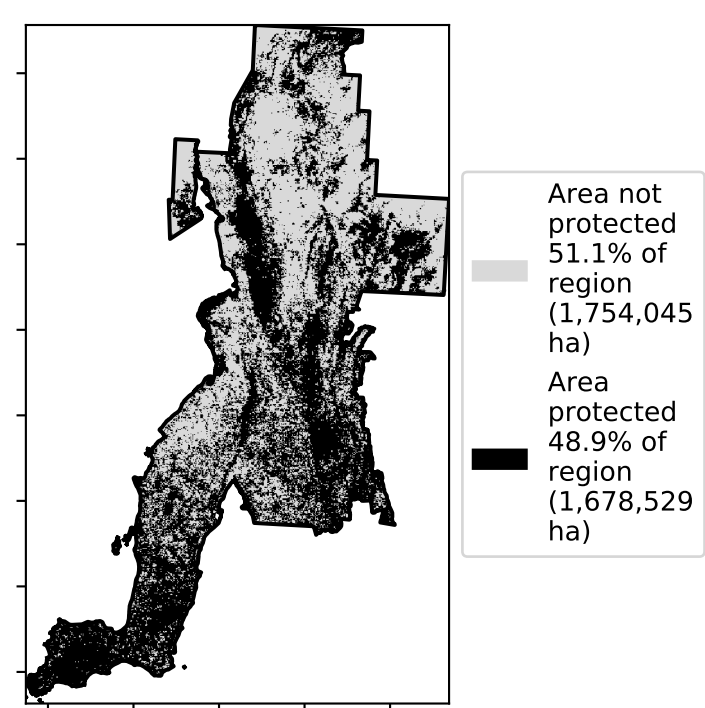 Area not
protected
51.1% of
region
(1,754,045
ha)
Area
protected
48.9% of
region
(1,678,529
ha)